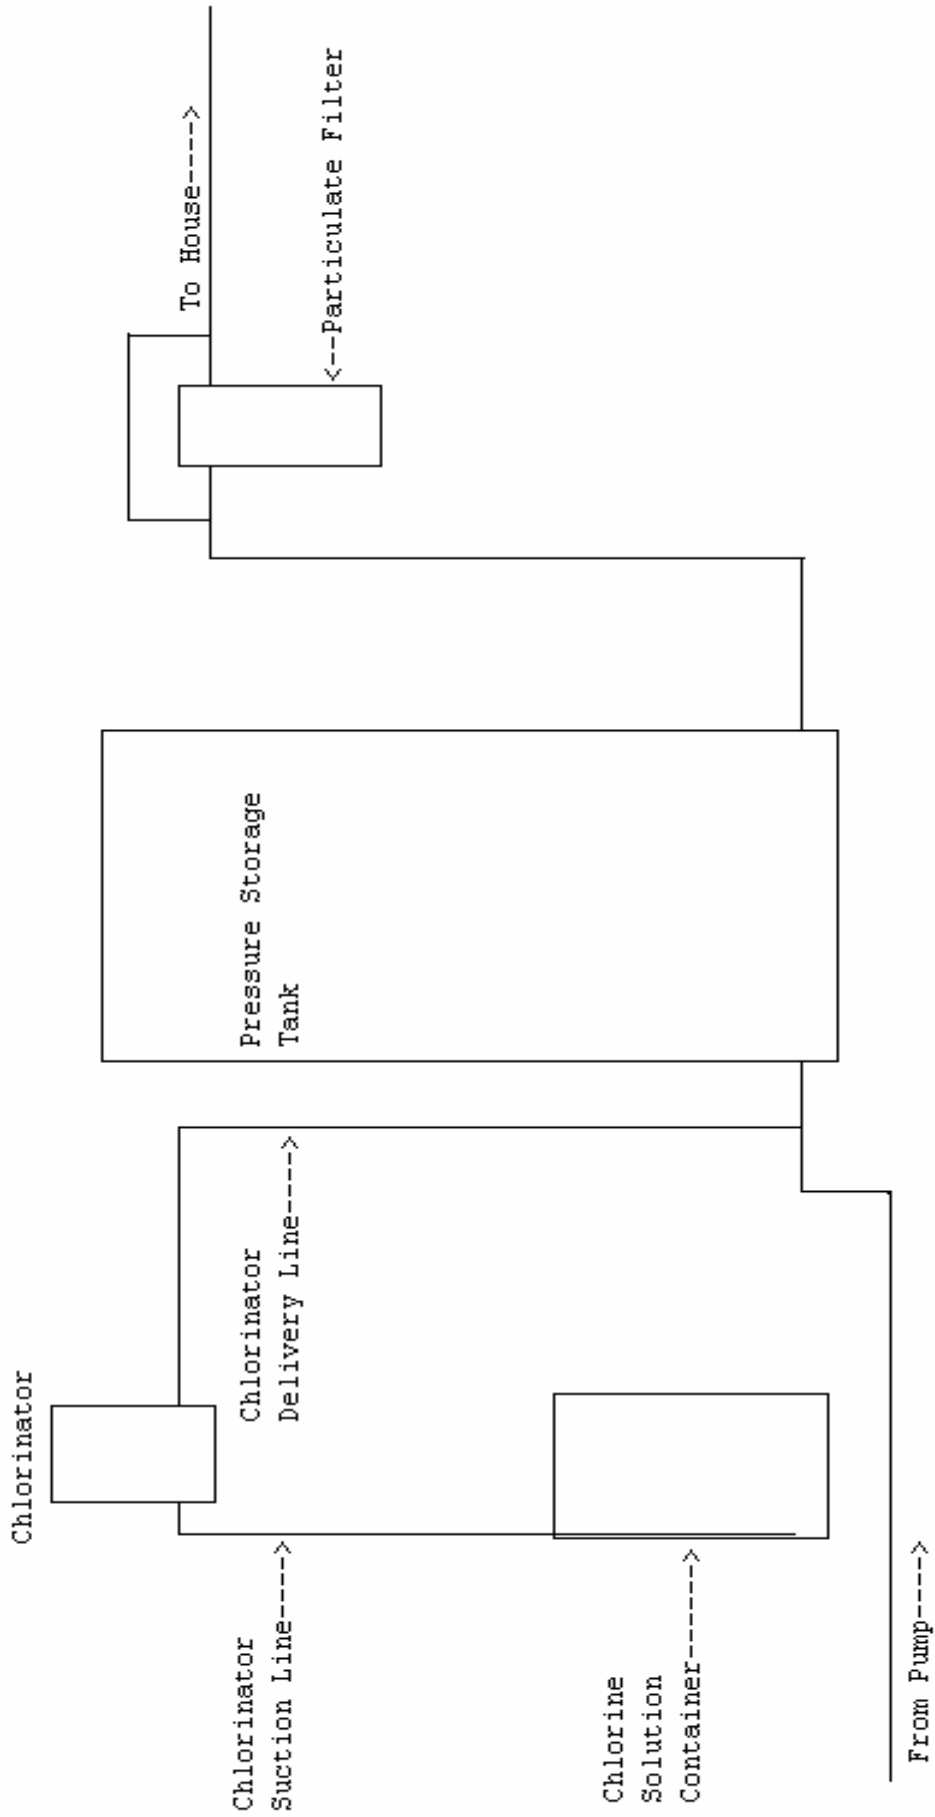 Chlorinator
Chlorinator
Suction Line----->
Chlorine
Solution
Container------->
From Pump----->
Chlorinator
Delivery Line----->
Pressure Storage
Tank
To House----->
<--Particulate Filter